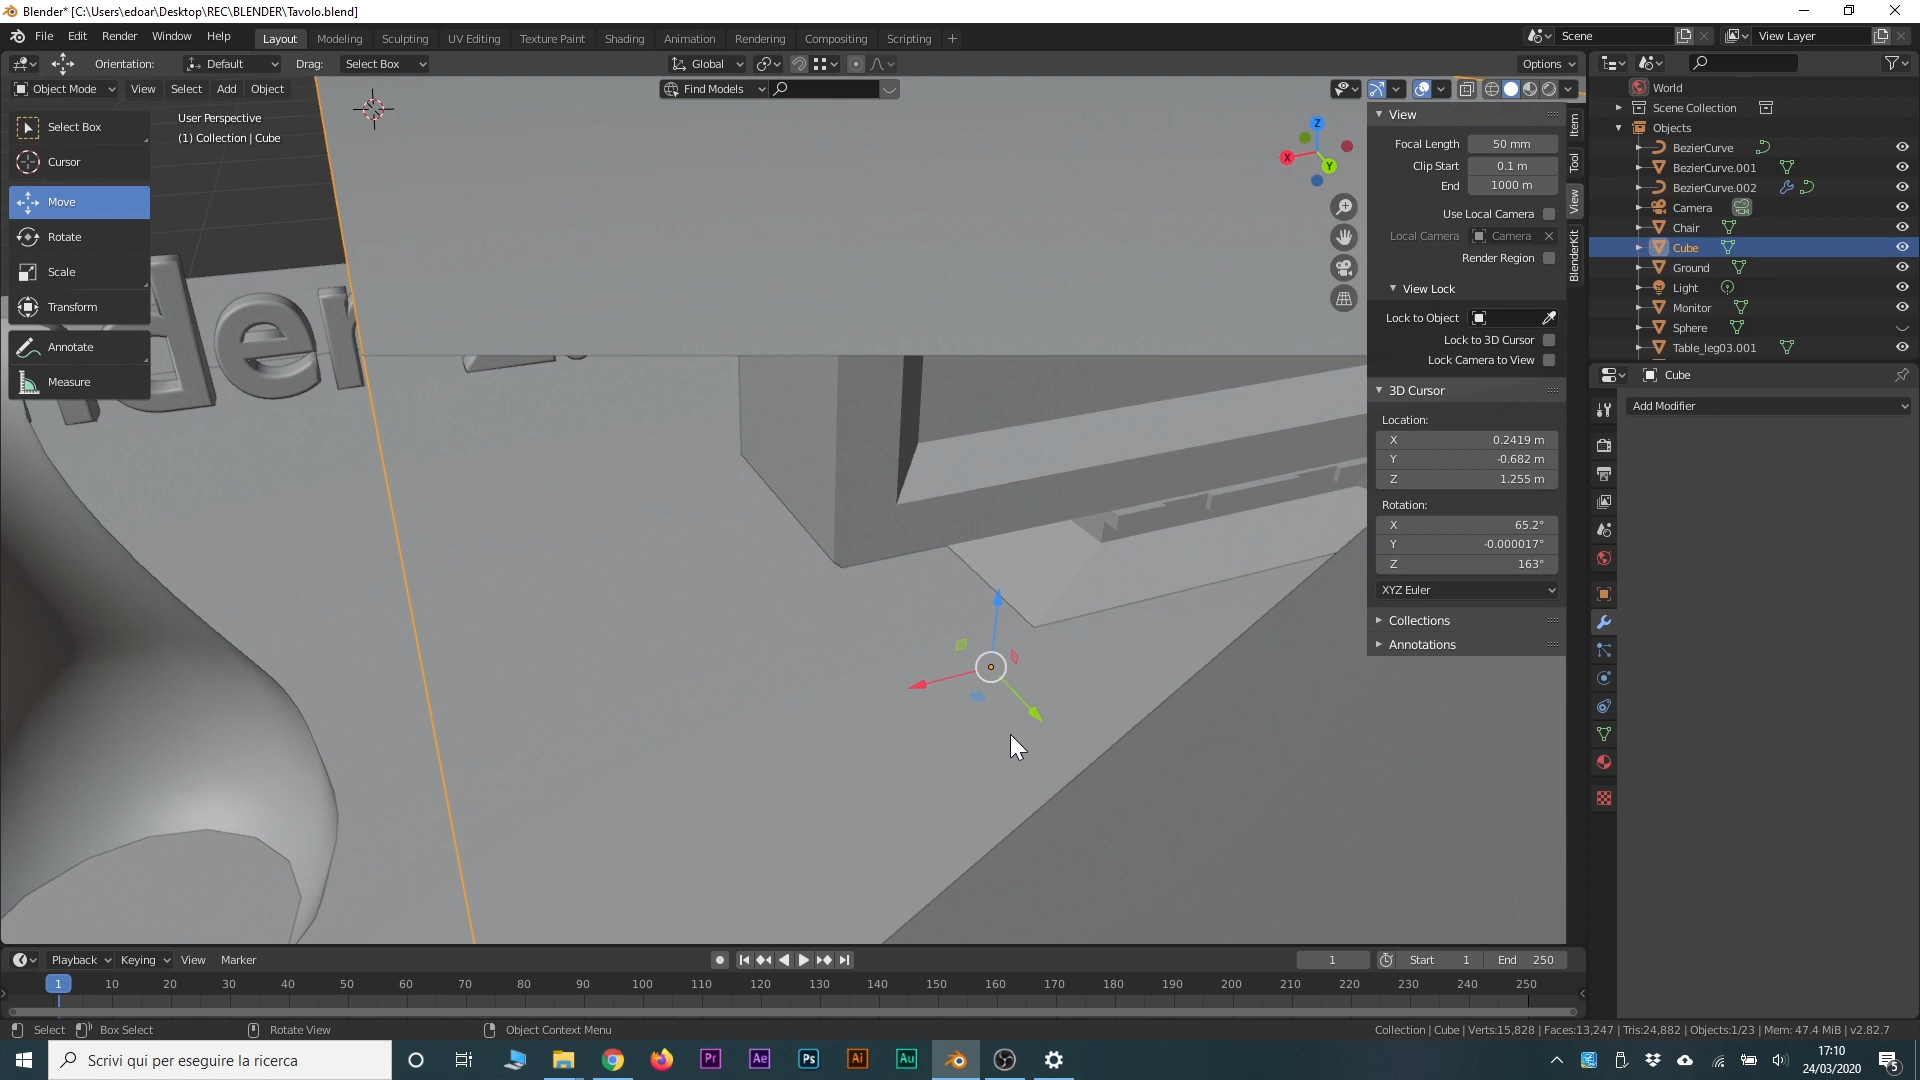 Blender* [C:\Users\edoar\Desktop\REC\BLENDER\Tavolo.blend]
File Edit Render Window Help
Layout Modeling Sculpting UV Editing Texture Paint Shading Animation Rendering Compositing Scripting
Scene View Layer
Orientation: Default Drag: Select Box Global Options
Object Mode View Select Add Object Find Models
Select Box
Cursor
Move
Rotate
Scale
Transform
Annotate
Measure
User Perspective
(1) Collection | Cube
Z
X
Y
View
Focal Length 50 mm
Clip Start 0.1 m
End 1000 m
Use Local Camera
Local Camera Camera
Render Region
View Lock
Lock to Object
Lock to 3D Cursor
Lock Camera to View
3D Cursor
Location:
X 0.2419 m
Y -0.682 m
Z 1.255 m
Rotation:
X 65.2°
Y -0.000017°
Z 163°
XYZ Euler
Collections
Annotations
Item
Tool
View
BlenderKit
World
Scene Collection
Objects
BezierCurve
BezierCurve.001
BezierCurve.002
Camera
Chair
Cube
Ground
Light
Monitor
Sphere
Table_leg03.001
Cube
Add Modifier
Playback Keying View Marker
1 Start 1 End 250
1 10 20 30 40 50 60 70 80 90 100 110 120 130 140 150 160 170 180 190 200 210 220 230 240 250
Select Box Select Rotate View Object Context Menu
Collection | Cube | Verts:15,828 | Faces:13,247 | Tris:24,882 | Objects:1/23 | Mem: 47.4 MiB | v2.82.7
Scrivi qui per eseguire la ricerca
Pr Ae Ps Ai Au
17:10
24/03/2020
5